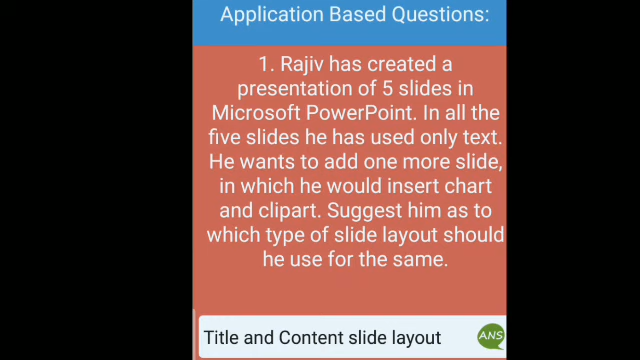 Application Based Questions:
1. Rajiv has created a
presentation of 5 slides in
Microsoft PowerPoint. In all the
five slides he has used only text.
He wants to add one more slide,
in which he would insert chart
and clipart. Suggest him as to
which type of slide layout should
he use for the same.
Title and Content slide layout
ANS